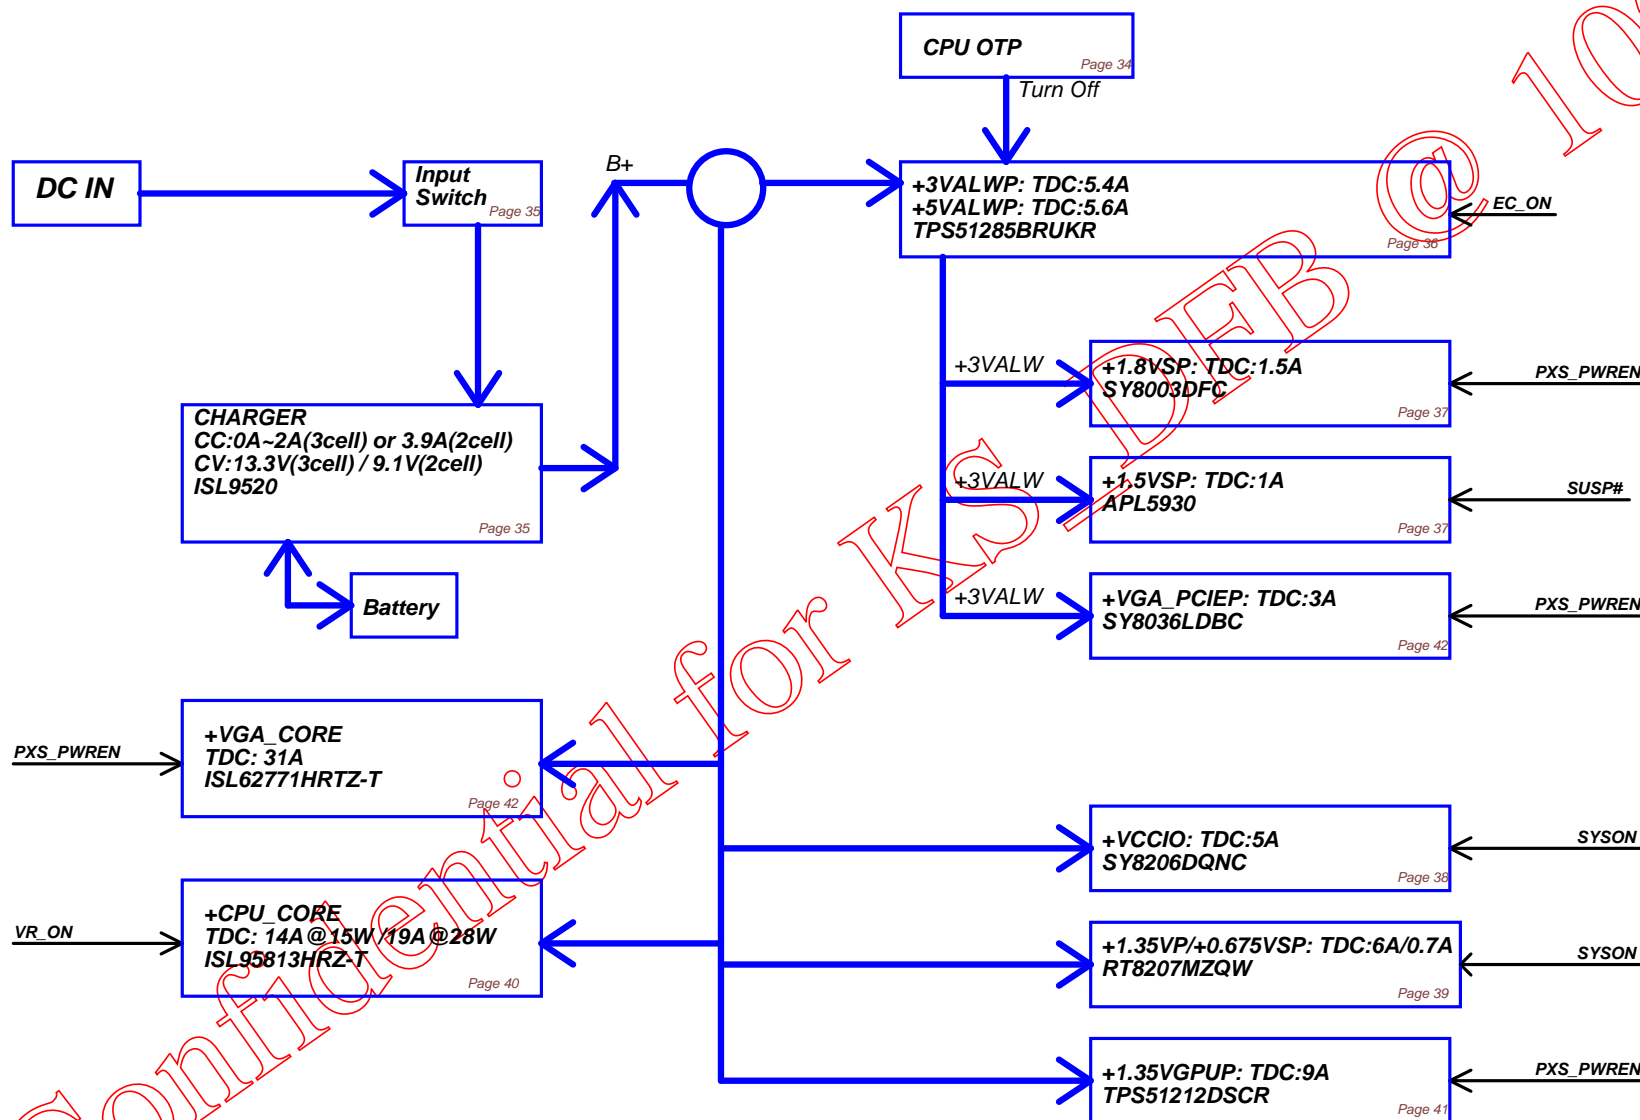 CPU OTP
Page 34
Turn Off
DC IN
Input
Switch
Page 35
B+
+3VALWP: TDC:5.4A
+5VALWP: TDC:5.6A
TPS51285BRUKR
Page 36
EC_ON
+3VALW
+1.8VSP: TDC:1.5A
SY8003DFC
Page 37
PXS_PWREN
CHARGER
CC:0A~2A(3cell) or 3.9A(2cell)
CV:13.3V(3cell) / 9.1V(2cell)
ISL9520
Page 35
+3VALW
+1.5VSP: TDC:1A
APL5930
Page 37
SUSP#
Battery
+3VALW
+VGA_PCIEP: TDC:3A
SY8036LDBC
Page 42
PXS_PWREN
PXS_PWREN
+VGA_CORE
TDC: 31A
ISL62771HRTZ-T
Page 42
+VCCIO: TDC:5A
SY8206DQNC
Page 38
SYSON
VR_ON
+CPU_CORE
TDC: 14A@15W /19A@28W
ISL95813HRZ-T
Page 40
+1.35VP/+0.675VSP: TDC:6A/0.7A
RT8207MZQW
Page 39
SYSON
+1.35VGPUP: TDC:9A
TPS51212DSCR
Page 41
PXS_PWREN
Confidential for KS_DFB @ 10